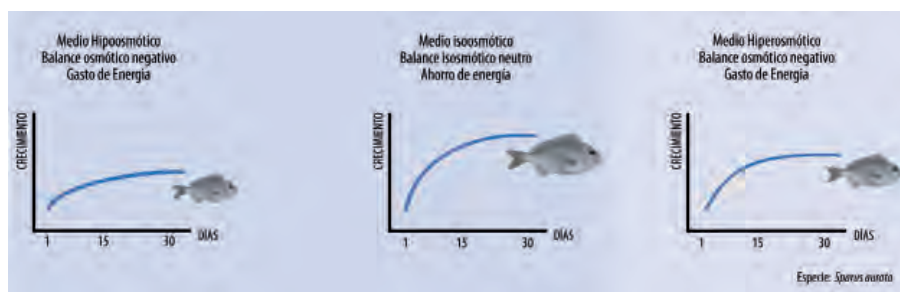 Medio Hipoosmótico
Balance osmótico negativo
Gasto de Energía
CRECIMIENTO
1 15 30 DÍAS
Medio isoosmótico
Balance isosmótico neutro
Ahorro de energía
CRECIMIENTO
1 15 30 DÍAS
Medio Hiperosmótico
Balance osmótico negativo
Gasto de Energía
CRECIMIENTO
1 15 30 DÍAS
Especie: Sparus aurata